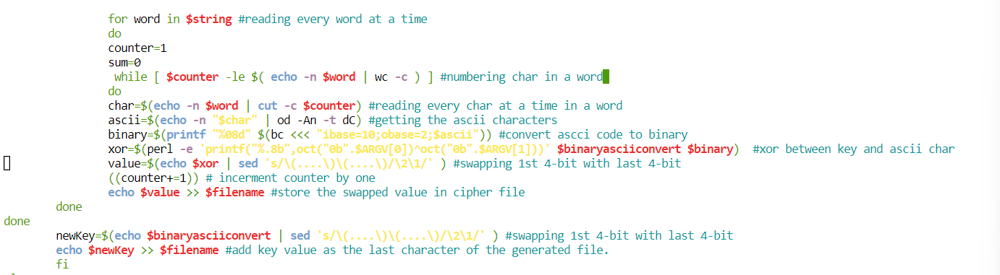 for word in $string #reading every word at a time
do
counter=1
sum=0
while [ $counter -le $( echo -n $word | wc -c ) ] #numbering char in a word
do
char=$(echo -n $word | cut -c $counter) #reading every char at a time in a word
ascii=$(echo -n "$char" | od -An -t dC) #getting the ascii characters
binary=$(printf "%08d" $(bc <<< "ibase=10;obase=2;$ascii")) #convert ascci code to binary
xor=$(perl -e 'printf("%.8b",oct("0b".$ARGV[0])^oct("0b".$ARGV[1]))' $binaryasciiconvert $binary)  #xor between key and ascii char
value=$(echo $xor | sed 's/\(....\)\(....\)/\2\1/' ) #swapping 1st 4-bit with last 4-bit
((counter+=1)) # incerment counter by one
echo $value >> $filename #store the swapped value in cipher file
done
done
newKey=$(echo $binaryasciiconvert | sed 's/\(....\)\(....\)/\2\1/' ) #swapping 1st 4-bit with last 4-bit
echo $newKey >> $filename #add key value as the last character of the generated file.
fi